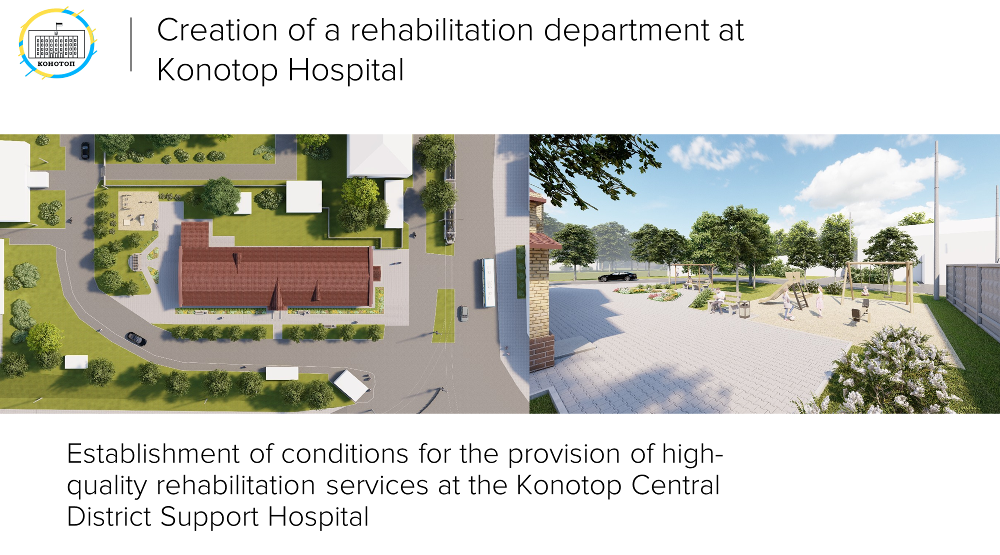 КОНОТОП
Creation of a rehabilitation department at
Konotop Hospital
Establishment of conditions for the provision of high-
quality rehabilitation services at the Konotop Central
District Support Hospital